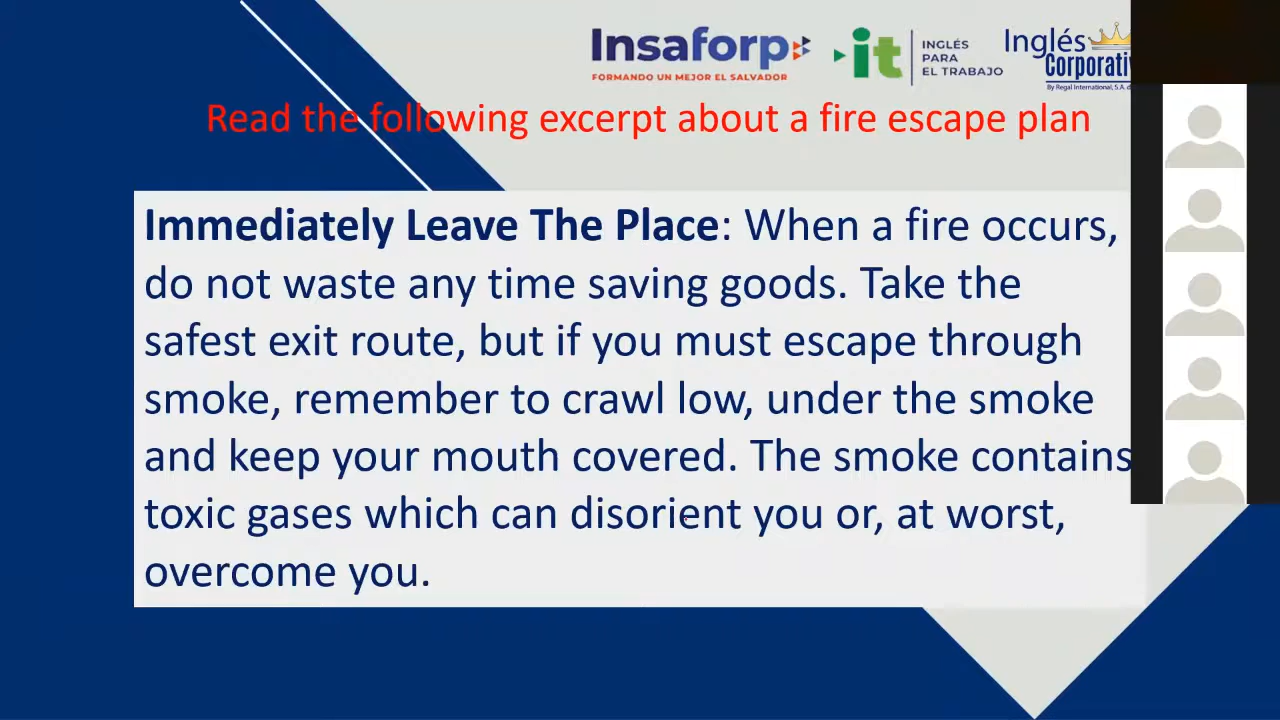 Insaforp
FORMANDO UN MEJOR EL SALVADOR
it
INGLÉS
PARA
EL TRABAJO
Inglés
By Regal International, S.A.
Read the following excerpt about a fire escape plan
Immediately Leave The Place: When a fire occurs,
do not waste any time saving goods. Take the
safest exit route, but if you must escape through
smoke, remember to crawl low, under the smoke
and keep your mouth covered. The smoke contains
toxic gases which can disorient you or, at worst,
overcome you.